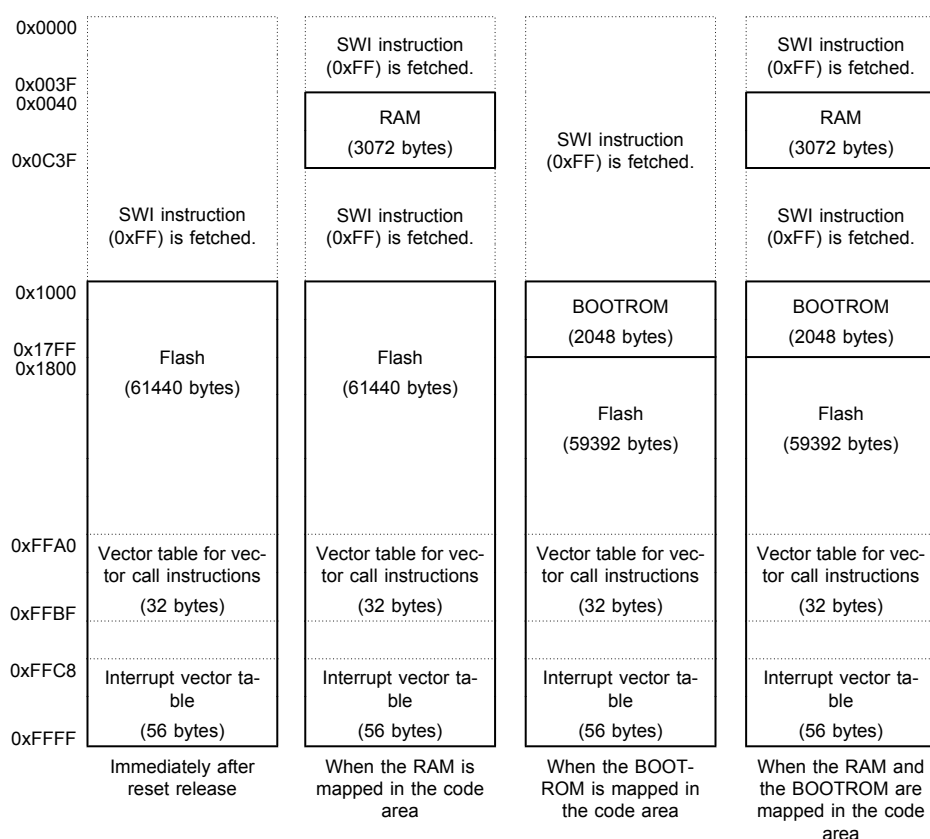 0x0000
0x003F
0x0040
0x0C3F
0x1000
0x17FF
0x1800
0xFFA0
0xFFBF
0xFFC8
0xFFFF
SWI instruction
(0xFF) is fetched.
Flash
(61440 bytes)
Vector table for vec-
tor call instructions
(32 bytes)
Interrupt vector ta-
ble
(56 bytes)
Immediately after
reset release
SWI instruction
(0xFF) is fetched.
RAM
(3072 bytes)
SWI instruction
(0xFF) is fetched.
Flash
(61440 bytes)
Vector table for vec-
tor call instructions
(32 bytes)
Interrupt vector ta-
ble
(56 bytes)
When the RAM is
mapped in the code
area
SWI instruction
(0xFF) is fetched.
BOOTROM
(2048 bytes)
Flash
(59392 bytes)
Vector table for vec-
tor call instructions
(32 bytes)
Interrupt vector ta-
ble
(56 bytes)
When the BOOT-
ROM is mapped in
the code area
SWI instruction
(0xFF) is fetched.
RAM
(3072 bytes)
SWI instruction
(0xFF) is fetched.
BOOTROM
(2048 bytes)
Flash
(59392 bytes)
Vector table for vec-
tor call instructions
(32 bytes)
Interrupt vector ta-
ble
(56 bytes)
When the RAM and
the BOOTROM are
mapped in the code
area